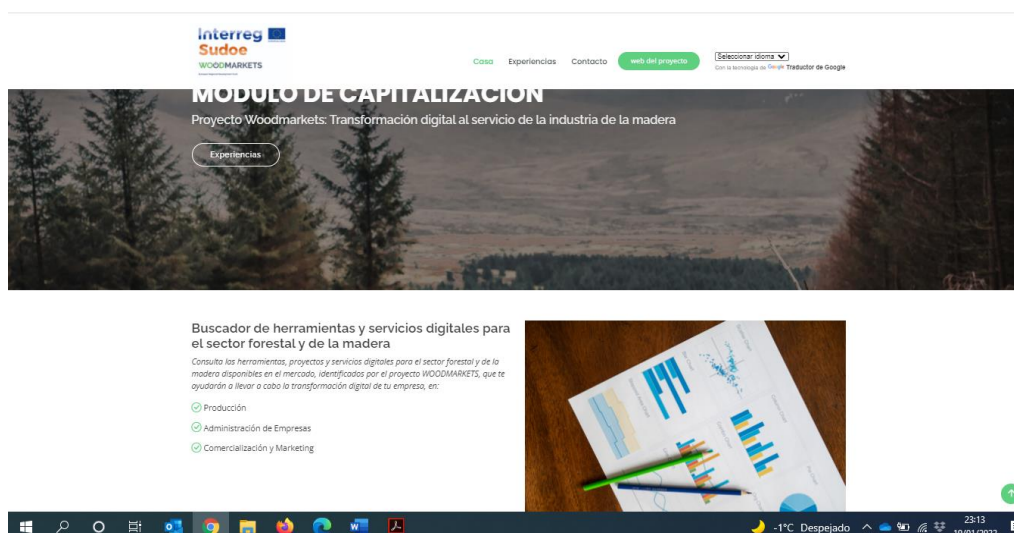 Interreg
Sudoe
WOODMARKETS
Casa Experiencias Contacto web del proyecto
Seleccionar idioma
Con la tecnología de Google Traductor de Google
MÓDULO DE CAPITALIZACIÓN
Proyecto Woodmarkets: Transformación digital al servicio de la industria de la madera
Experiencias
Buscador de herramientas y servicios digitales para
el sector forestal y de la madera
Consulta las herramientas, proyectos y servicios digitales para el sector forestal y de la
madera disponibles en el mercado, identificados por el proyecto WOODMARKETS, que te
ayudarán a llevar a cabo la transformación digital de tu empresa, en:
Producción
Administración de Empresas
Comercialización y Marketing
-1°C Despejado
23:13